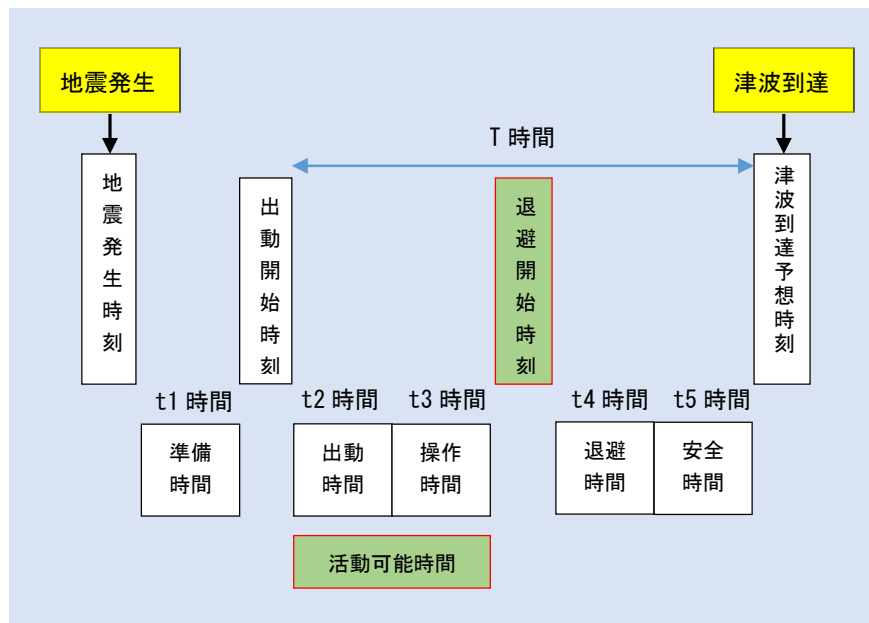 地震発生
津波到達
T時間
地震発生時刻
出動開始時刻
退避開始時刻
津波到達予想時刻
t1 時間
t2 時間
t3 時間
t4 時間
t5 時間
準備
時間
出動
時間
操作
時間
退避
時間
安全
時間
活動可能時間